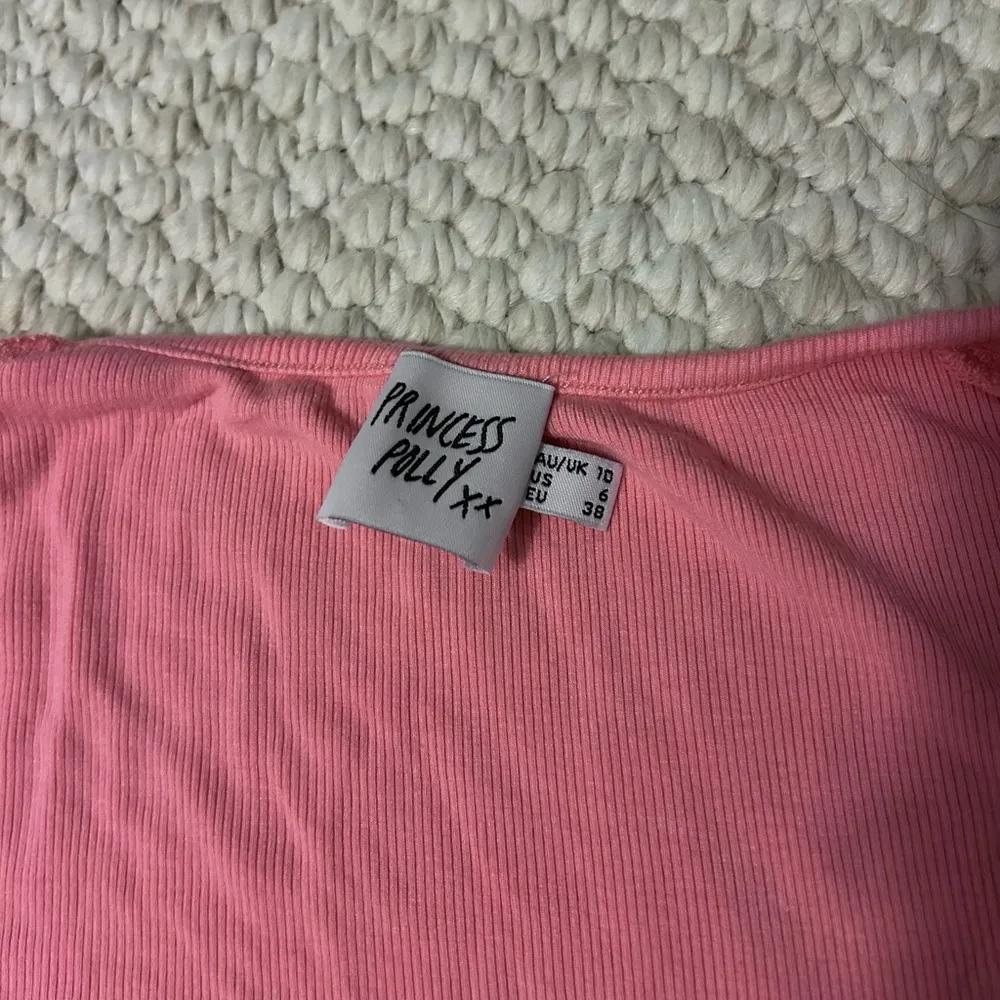 PRINCESS
POLLY xx
AU/UK 10
US 6
EU 38